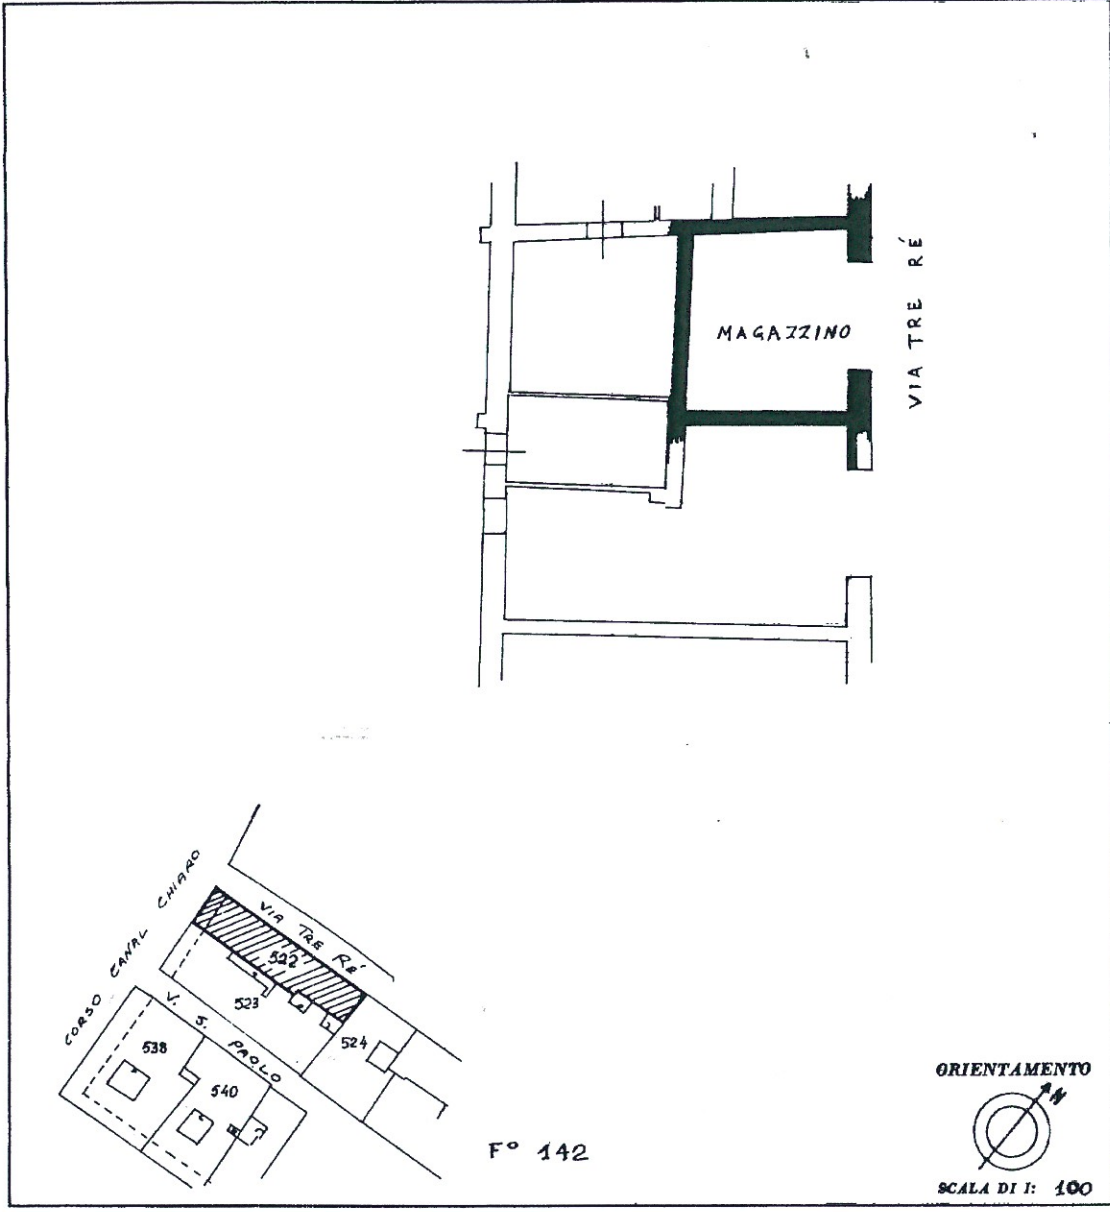 MAGAZZINO
VIA TRE RÉ
CORSO CANAL CHIARO
VIA TRE RÉ
522
523
V. S. PAOLO
524
538
540
F° 142
ORIENTAMENTO
N
SCALA DI 1: 100